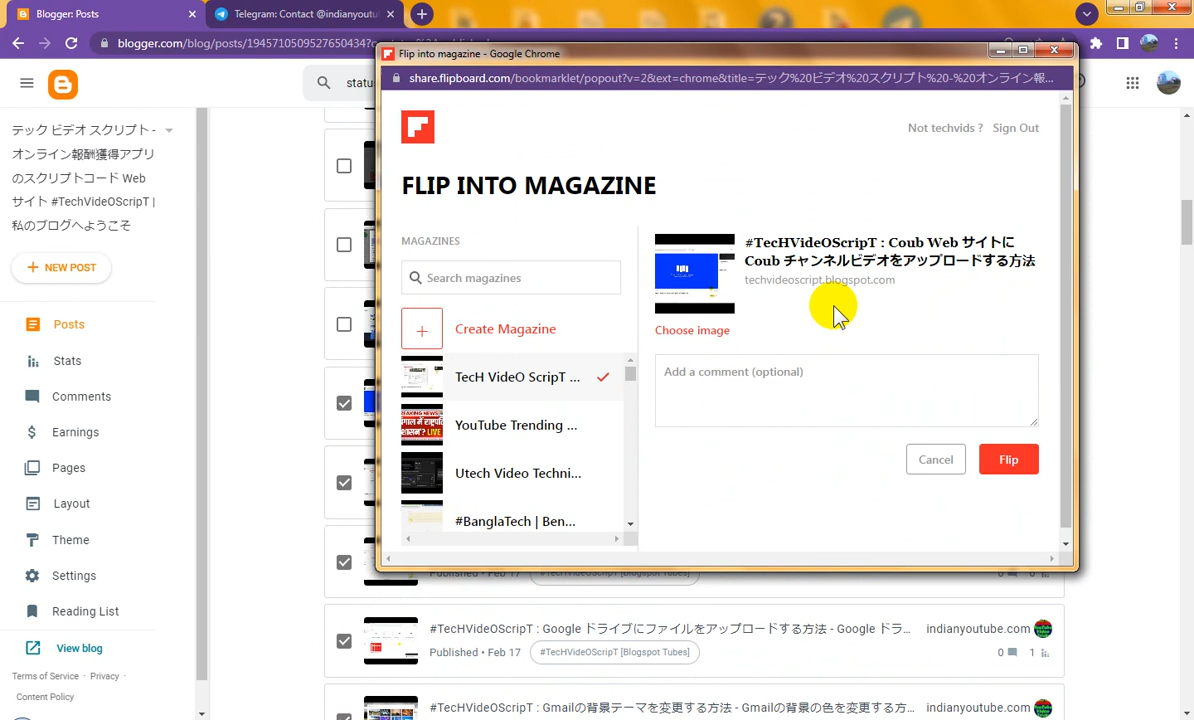 Blogger: Posts
Telegram: Contact @indianyoutu
blogger.com/blog/posts/1945710509527650434?
statu
テック ビデオ スクリプト -
オンライン報酬獲得アプリ
のスクリプトコード Web
サイト #TechVideOScripT |
私のブログへようこそ
NEW POST
Posts
Stats
Comments
Earnings
Pages
Layout
Theme
Settings
Reading List
View blog
Terms of Service · Privacy ·
Content Policy
Flip into magazine - Google Chrome
share.flipboard.com/bookmarklet/popout?v=2&ext=chrome&title=テック%20ビデオ%20スクリプト%20-%20オンライン報...
Not techvids ? Sign Out
FLIP INTO MAGAZINE
MAGAZINES
Search magazines
Create Magazine
TecH VideO ScripT ...
YouTube Trending ...
Utech Video Techni...
#BanglaTech | Ben...
#TecHVideOScripT : Coub Web サイトに
Coub チャンネルビデオをアップロードする方法
techvideoscript.blogspot.com
Choose image
Add a comment (optional)
Cancel
Flip
Published • Feb 17
#TecHVideOScripT [Blogspot Tubes]
0
1
#TecHVideOScripT : Google ドライブにファイルをアップロードする方法 - Google ドラ...
indianyoutube.com
Published • Feb 17
#TecHVideOScripT [Blogspot Tubes]
0
1
#TecHVideOScripT : Gmailの背景テーマを変更する方法 - Gmailの背景の色を変更する方...
indianyoutube.com